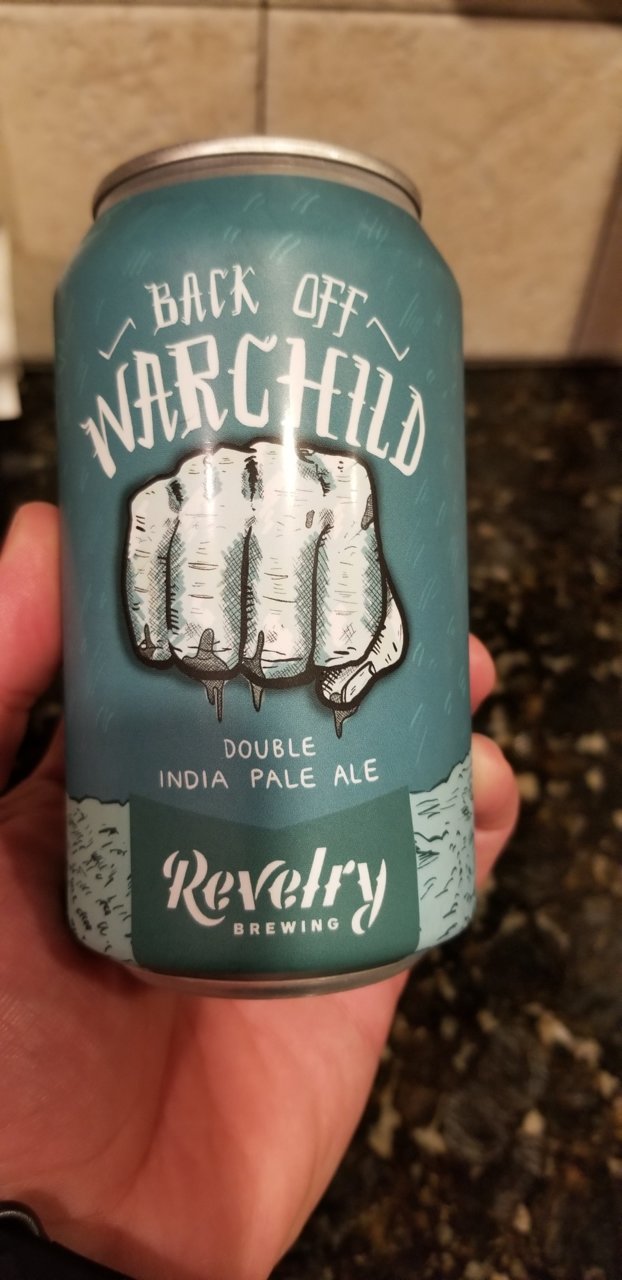 BACK OFF
WARCHILD
DOUBLE
INDIA PALE ALE
Revelry
BREWING